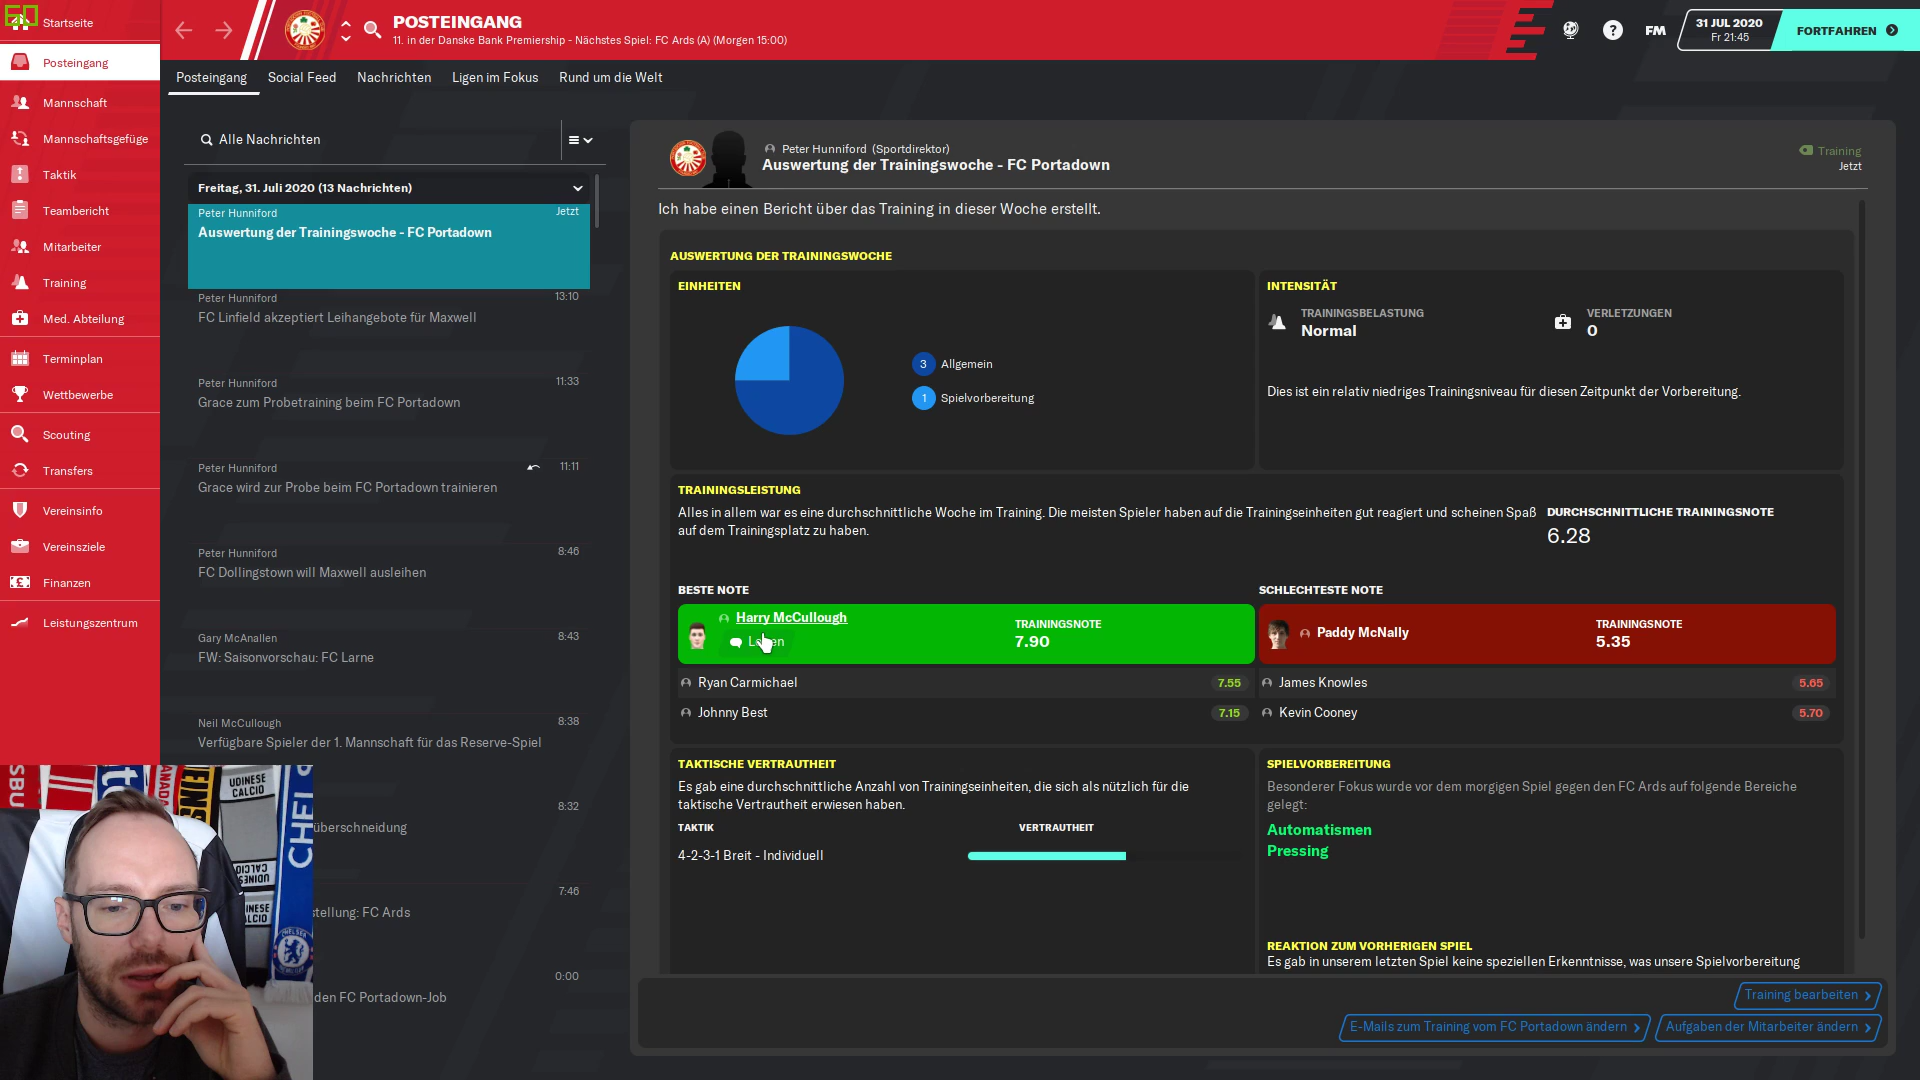 60
Startseite
POSTEINGANG
11. in der Danske Bank Premiership - Nächstes Spiel: FC Ards (A) (Morgen 15:00)
FM
31 JUL 2020
Fr 21:45
FORTFAHREN
Posteingang
Mannschaft
Mannschaftsgefüge
Taktik
Teambericht
Mitarbeiter
Training
Med. Abteilung
Terminplan
Wettbewerbe
Scouting
Transfers
Vereinsinfo
Vereinsziele
Finanzen
Leistungszentrum
Posteingang
Social Feed
Nachrichten
Ligen im Fokus
Rund um die Welt
Alle Nachrichten
Freitag, 31. Juli 2020 (13 Nachrichten)
Peter Hunniford
Jetzt
Auswertung der Trainingswoche - FC Portadown
Peter Hunniford
13:10
FC Linfield akzeptiert Leihangebote für Maxwell
Peter Hunniford
11:33
Grace zum Probetraining beim FC Portadown
Peter Hunniford
11:11
Grace wird zur Probe beim FC Portadown trainieren
Peter Hunniford
8:46
FC Dollingstown will Maxwell ausleihen
Gary McAnallen
8:43
FW: Saisonvorschau: FC Larne
Neil McCullough
8:38
Verfügbare Spieler der 1. Mannschaft für das Reserve-Spiel
8:32
überschneidung
7:46
stellung: FC Ards
0:00
den FC Portadown-Job
Peter Hunniford (Sportdirektor)
Auswertung der Trainingswoche - FC Portadown
Training
Jetzt
Ich habe einen Bericht über das Training in dieser Woche erstellt.
AUSWERTUNG DER TRAININGSWOCHE
EINHEITEN
3 Allgemein
1 Spielvorbereitung
INTENSITÄT
TRAININGSBELASTUNG
Normal
VERLETZUNGEN
0
Dies ist ein relativ niedriges Trainingsniveau für diesen Zeitpunkt der Vorbereitung.
TRAININGSLEISTUNG
Alles in allem war es eine durchschnittliche Woche im Training. Die meisten Spieler haben auf die Trainingseinheiten gut reagiert und scheinen Spaß
auf dem Trainingsplatz zu haben.
DURCHSCHNITTLICHE TRAININGSNOTE
6.28
BESTE NOTE
Harry McCullough
TRAININGSNOTE
7.90
Ryan Carmichael
7.55
Johnny Best
7.15
SCHLECHTESTE NOTE
Paddy McNally
TRAININGSNOTE
5.35
James Knowles
5.65
Kevin Cooney
5.70
TAKTISCHE VERTRAUTHEIT
Es gab eine durchschnittliche Anzahl von Trainingseinheiten, die sich als nützlich für die
taktische Vertrautheit erwiesen haben.
TAKTIK
VERTRAUTHEIT
4-2-3-1 Breit - Individuell
SPIELVORBEREITUNG
Besonderer Fokus wurde vor dem morgigen Spiel gegen den FC Ards auf folgende Bereiche
gelegt:
Automatismen
Pressing
REAKTION ZUM VORHERIGEN SPIEL
Es gab in unserem letzten Spiel keine speziellen Erkenntnisse, was unsere Spielvorbereitung
Training bearbeiten
E-Mails zum Training vom FC Portadown ändern
Aufgaben der Mitarbeiter ändern
UDINESE
CALCIO
CHELS